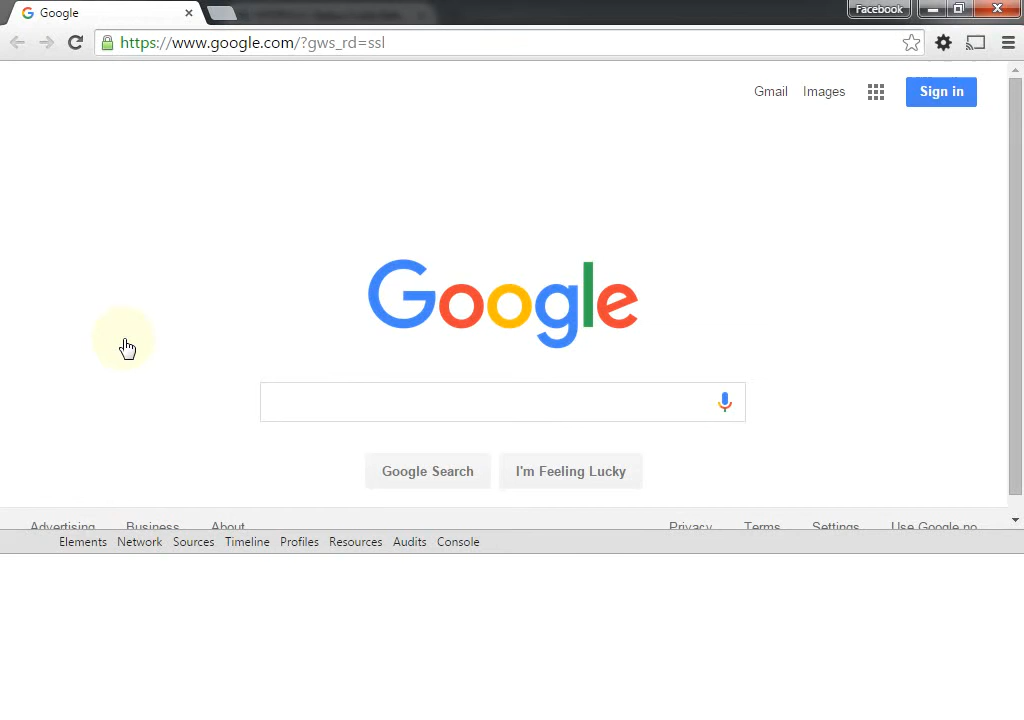 Google
Facebook
https://www.google.com/?gws_rd=ssl
Gmail Images Sign in
Google
Google Search I'm Feeling Lucky
Advertising Business About Privacy Terms Settings Use Google.no
Elements Network Sources Timeline Profiles Resources Audits Console